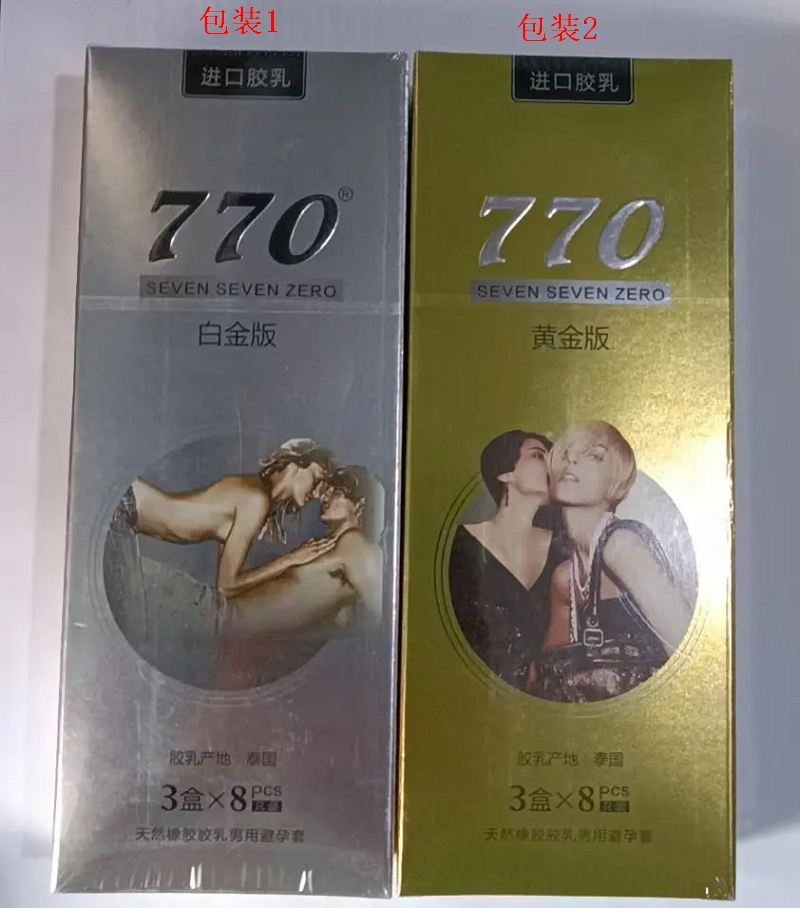 包装1
包装2
进口胶乳
770®
SEVEN SEVEN ZERO
白金版
胶乳产地:泰国
3盒×8PCS
天然橡胶胶乳男用避孕套
进口胶乳
770
SEVEN SEVEN ZERO
黄金版
胶乳产地:泰国
3盒×8PCS
天然橡胶胶乳男用避孕套